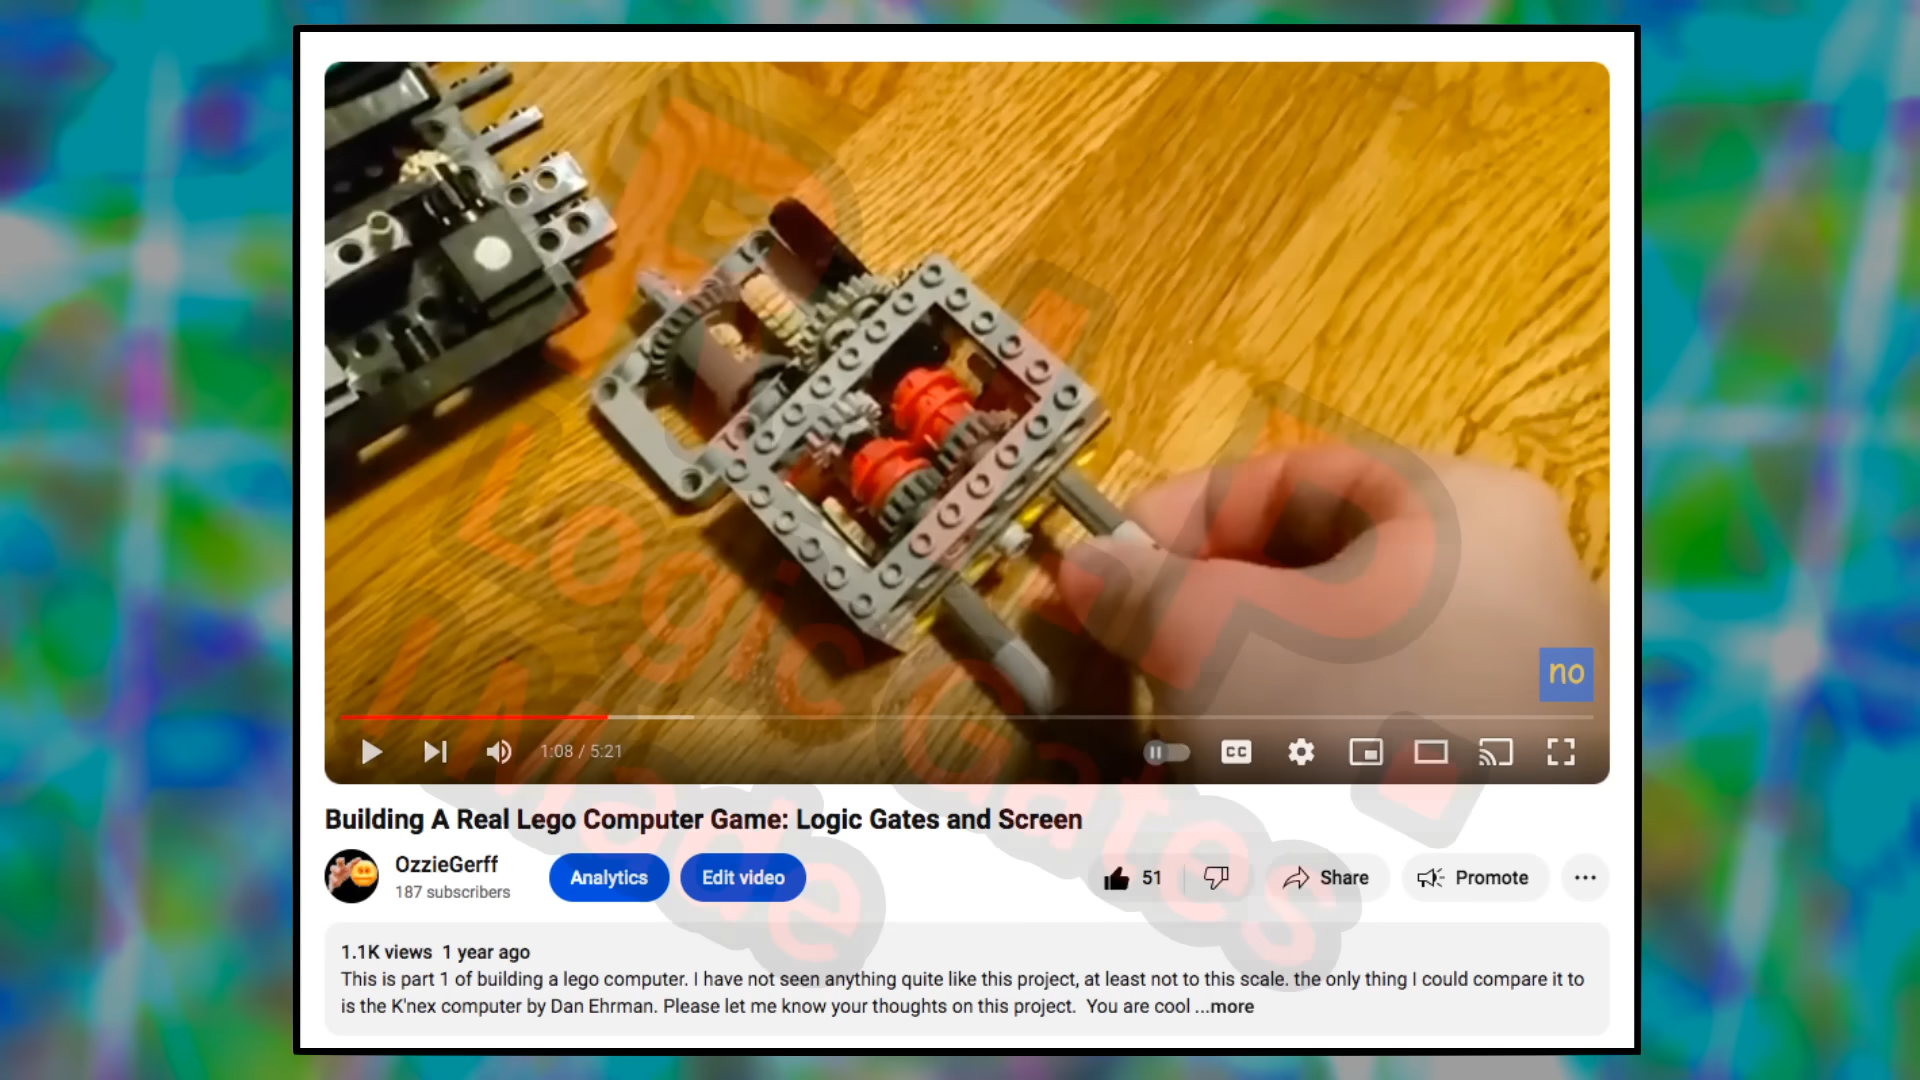 R.I.P.
Logic Gates
I Made
no
1:08 / 5:21
CC
Building A Real Lego Computer Game: Logic Gates and Screen
OzzieGerff
187 subscribers
Analytics
Edit video
51
Share
Promote
1.1K views 1 year ago
This is part 1 of building a lego computer. I have not seen anything quite like this project, at least not to this scale. the only thing I could compare it to
is the K'nex computer by Dan Ehrman. Please let me know your thoughts on this project. You are cool ...more